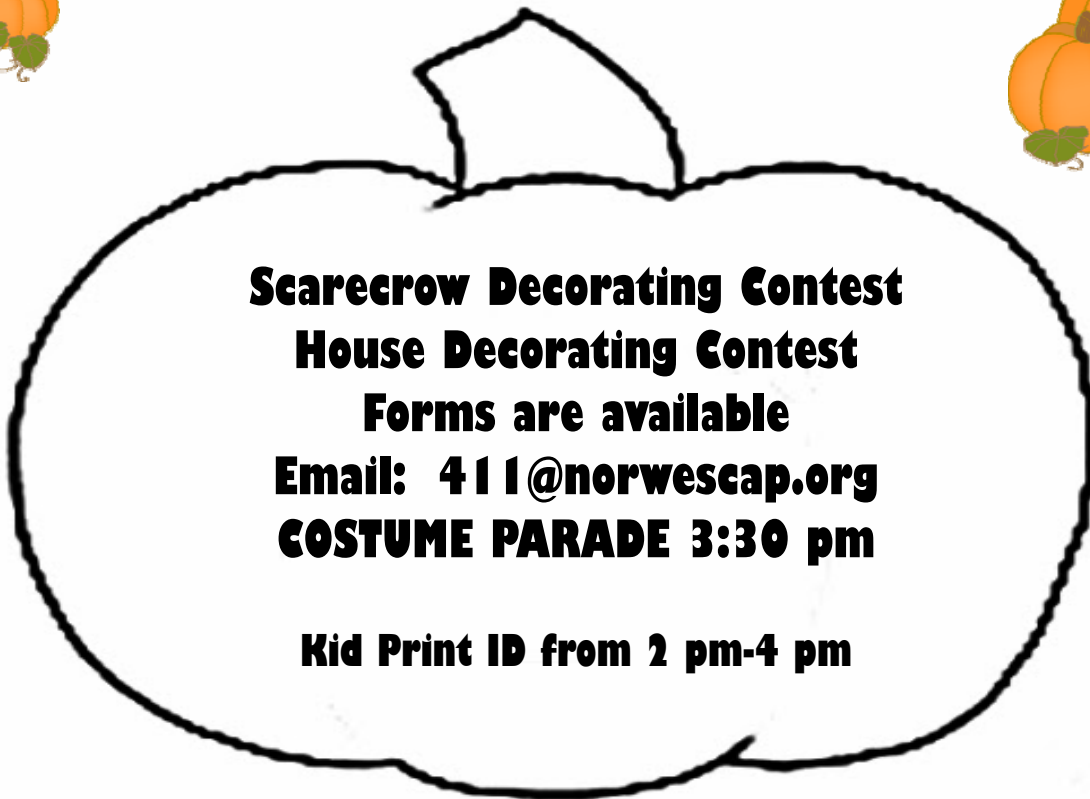 Scarecrow Decorating Contest
House Decorating Contest
Forms are available
Email: 411@norwescap.org
COSTUME PARADE 3:30 pm
Kid Print ID from 2 pm-4 pm